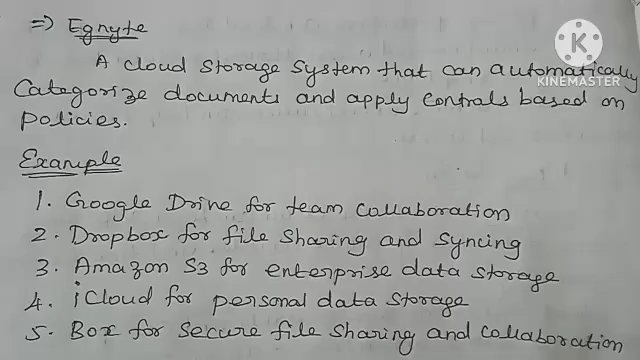 => Egnyte
A cloud storage system that can automatically
Categorize documents and apply Controls based on
Policies.
KINEMASTER
Example
1. Google Drive for team collaboration
2. Dropbox for file sharing and syncing
3. Amazon S3 for enterprise data storage
4. iCloud for personal data storage
5. Box for secure file sharing and collaboration